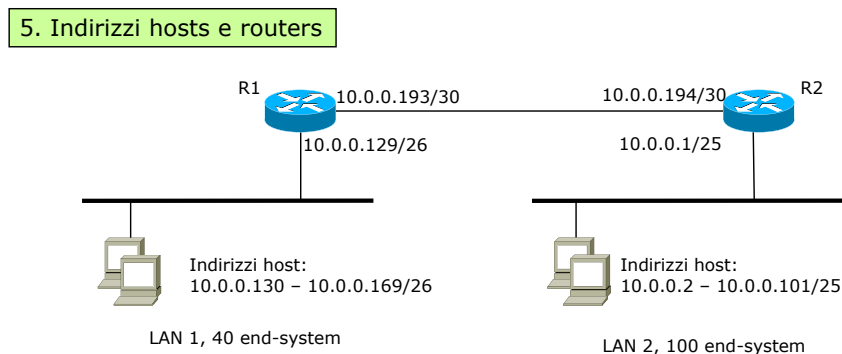 5. Indirizzi hosts e routers
R1
10.0.0.193/30
10.0.0.194/30
R2
10.0.0.129/26
10.0.0.1/25
Indirizzi host:
10.0.0.130 – 10.0.0.169/26
Indirizzi host:
10.0.0.2 – 10.0.0.101/25
LAN 1, 40 end-system
LAN 2, 100 end-system